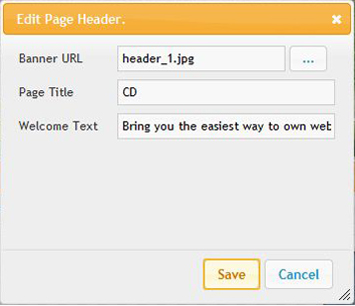 Edit Page Header.
Banner URL header_1.jpg ...
Page Title CD
Welcome Text Bring you the easiest way to own web
Save Cancel